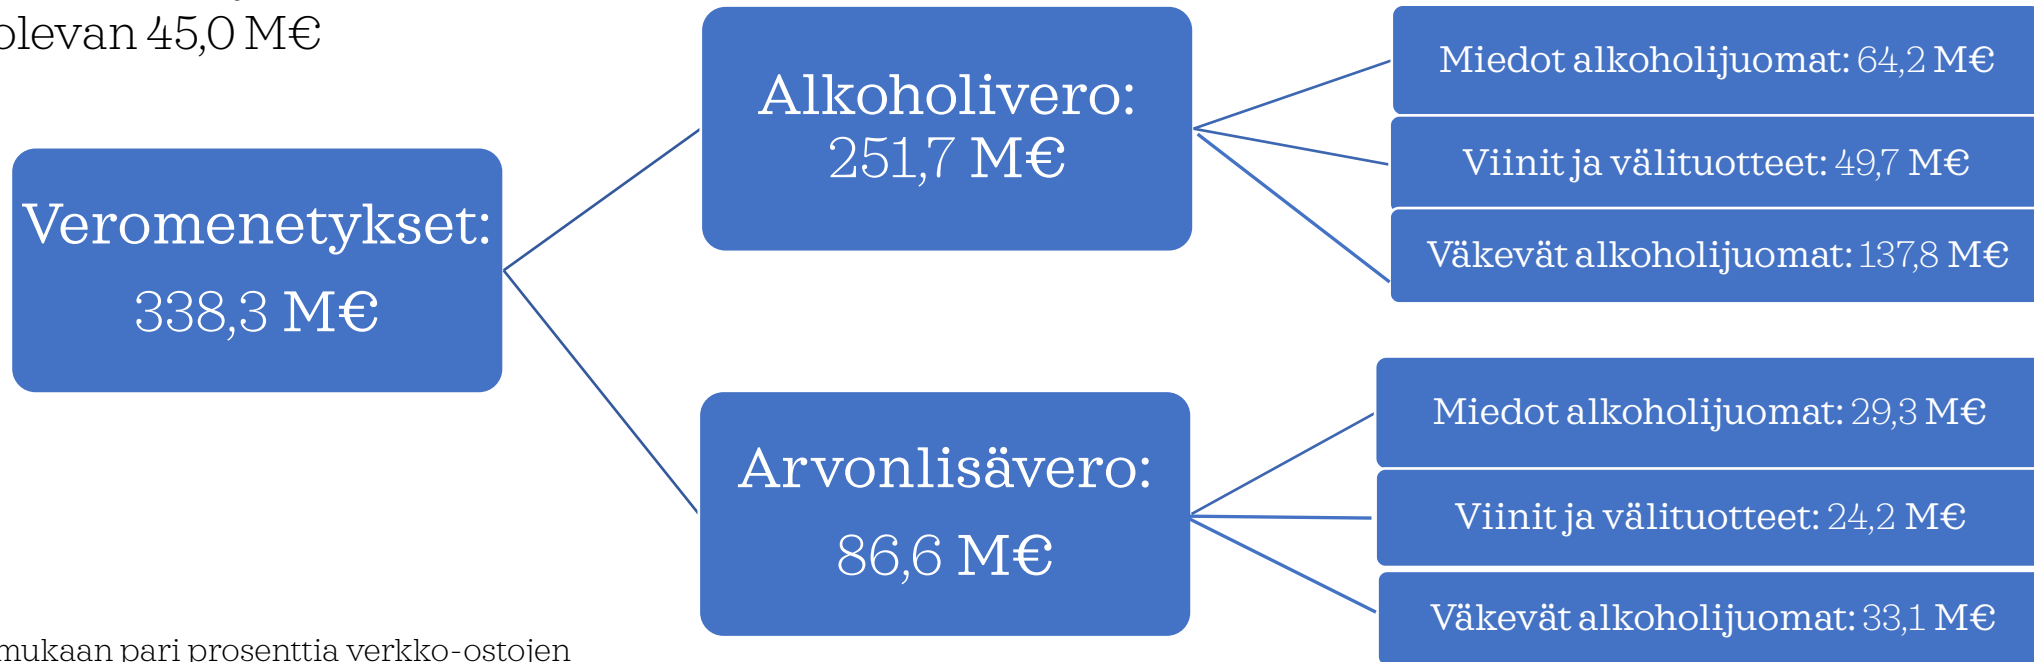 olevan 45,0 M€
Veromenetykset:
338,3 M€
Alkoholivero:
251,7 M€
Miedot alkoholijuomat: 64,2 M€
Viinit ja välituotteet: 49,7 M€
Väkevät alkoholijuomat: 137,8 M€
Arvonlisävero:
86,6 M€
Miedot alkoholijuomat: 29,3 M€
Viinit ja välituotteet: 24,2 M€
Väkevät alkoholijuomat: 33,1 M€
mukaan pari prosenttia verkko-ostojen